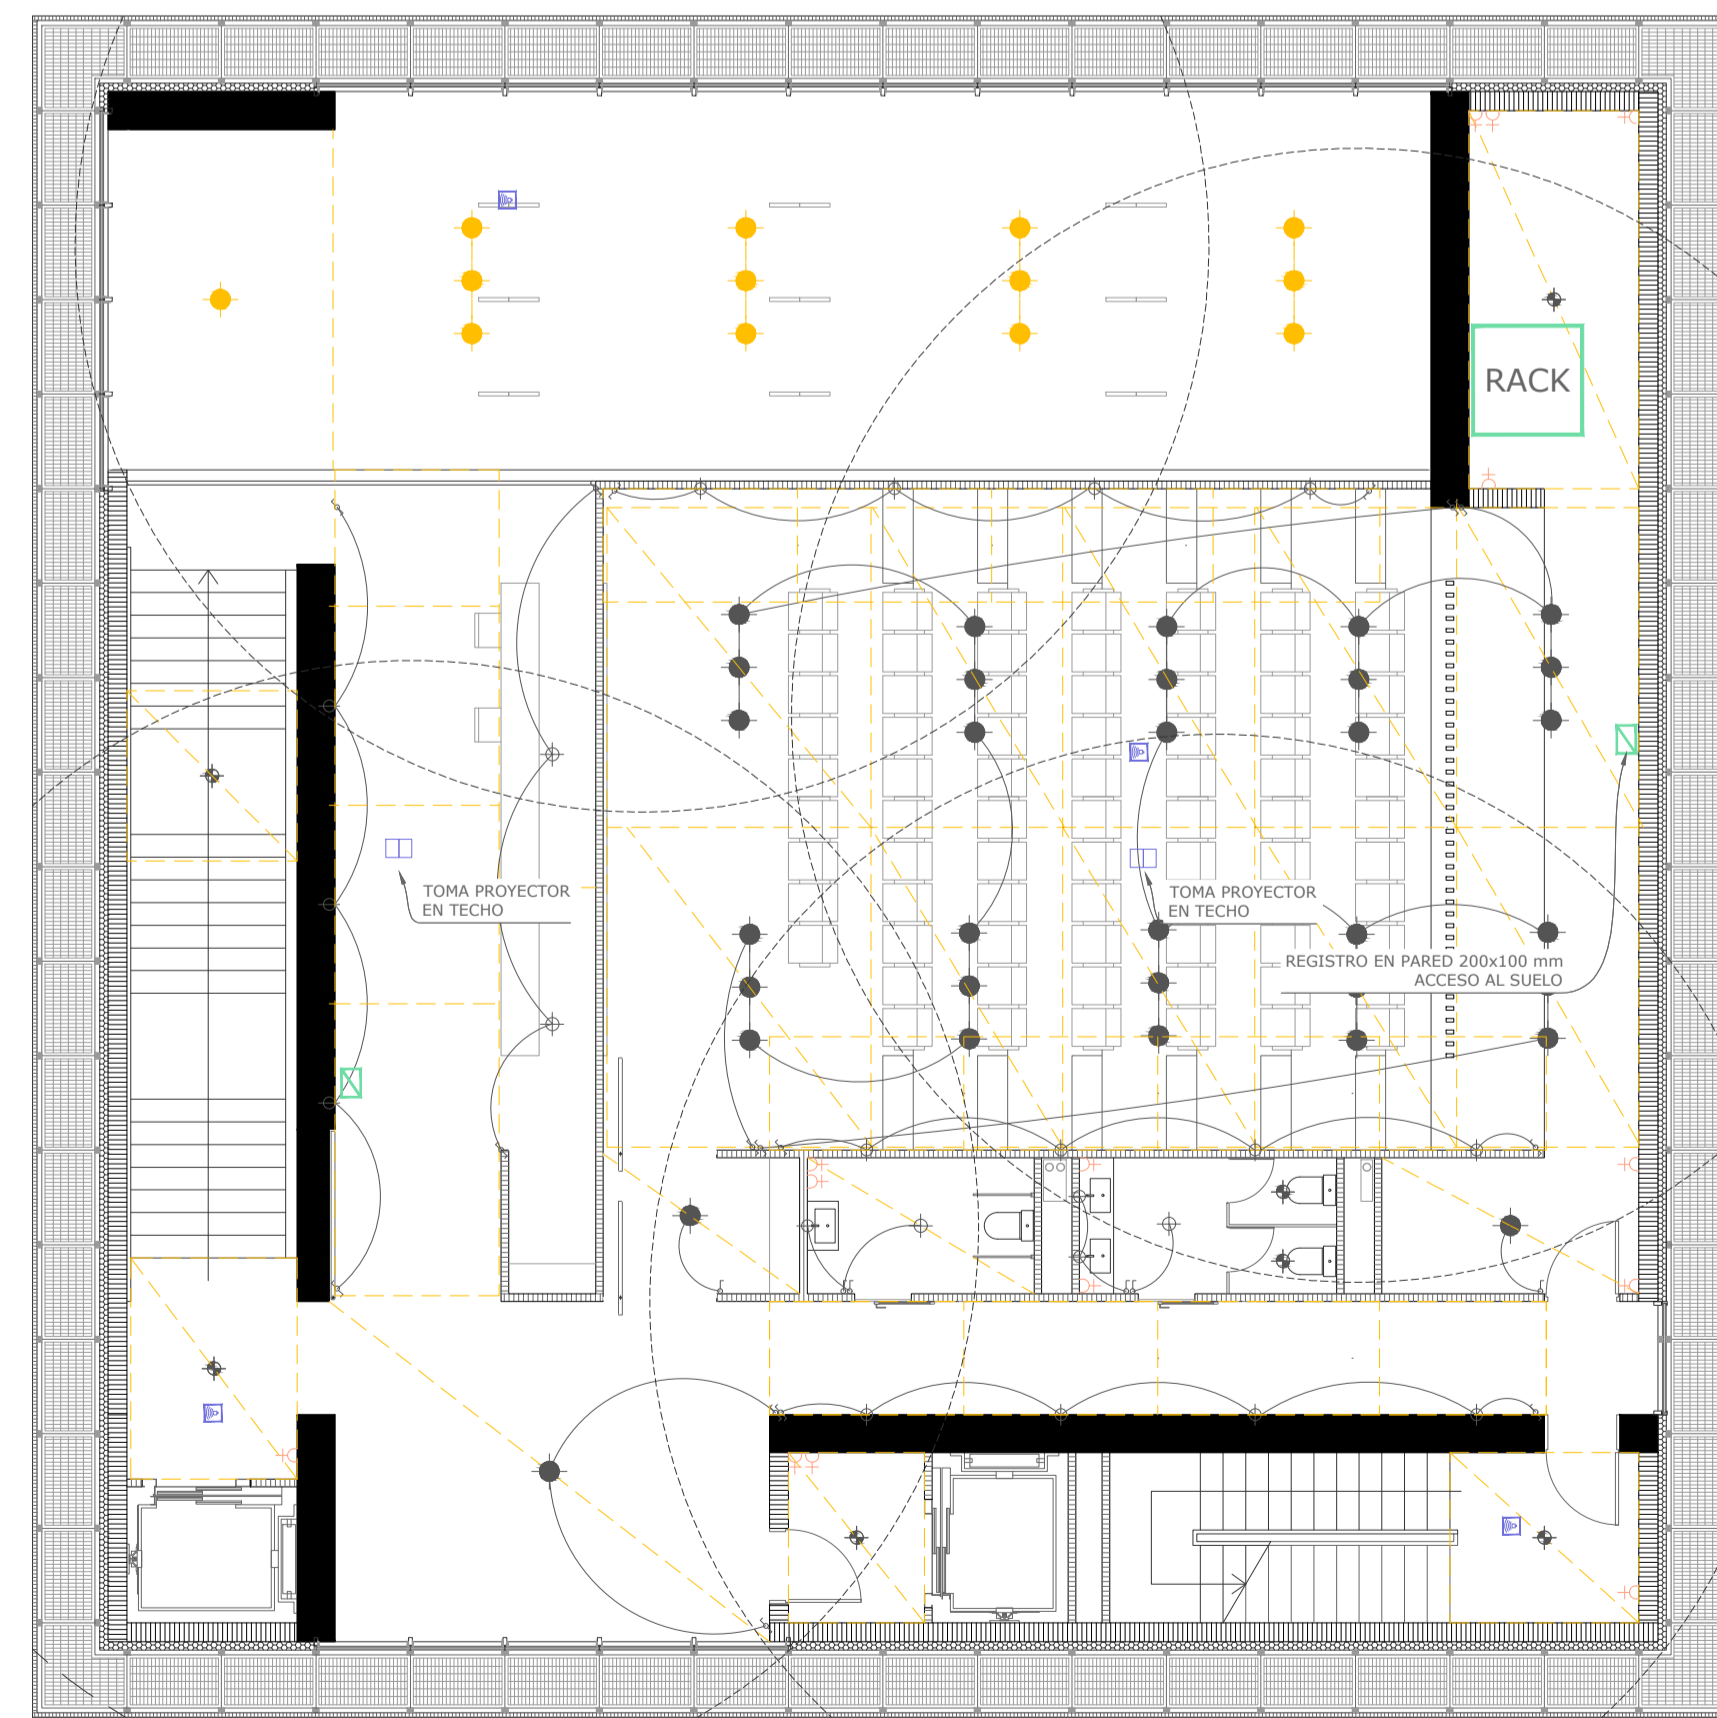 RACK
TOMA PROYECTOR
EN TECHO
TOMA PROYECTOR
EN TECHO
REGISTRO EN PARED 200x100 mm
ACCESO AL SUELO